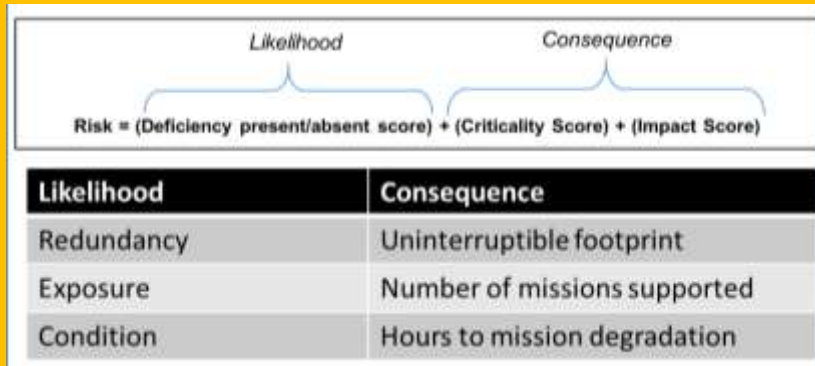 Likelihood Consequence
Risk = (Deficiency present/absent score) + (Criticality Score) + (Impact Score)
Likelihood Consequence
Redundancy Uninterruptible footprint
Exposure Number of missions supported
Condition Hours to mission degradation